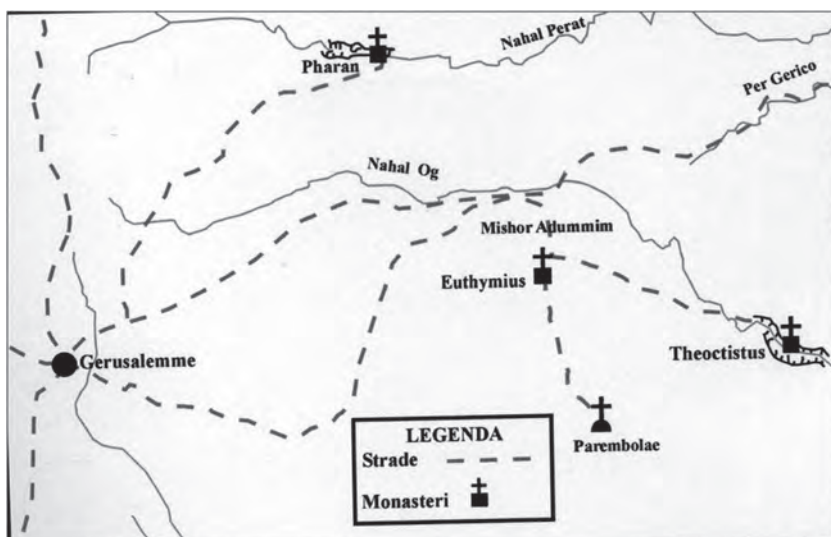 Nahal Perat
Pharan
Per Gerico
Nahal Og
Mishor Adummim
Euthymius
Gerusalemme
Theoctistus
LEGENDA
Strade
Monasteri
Parembolae